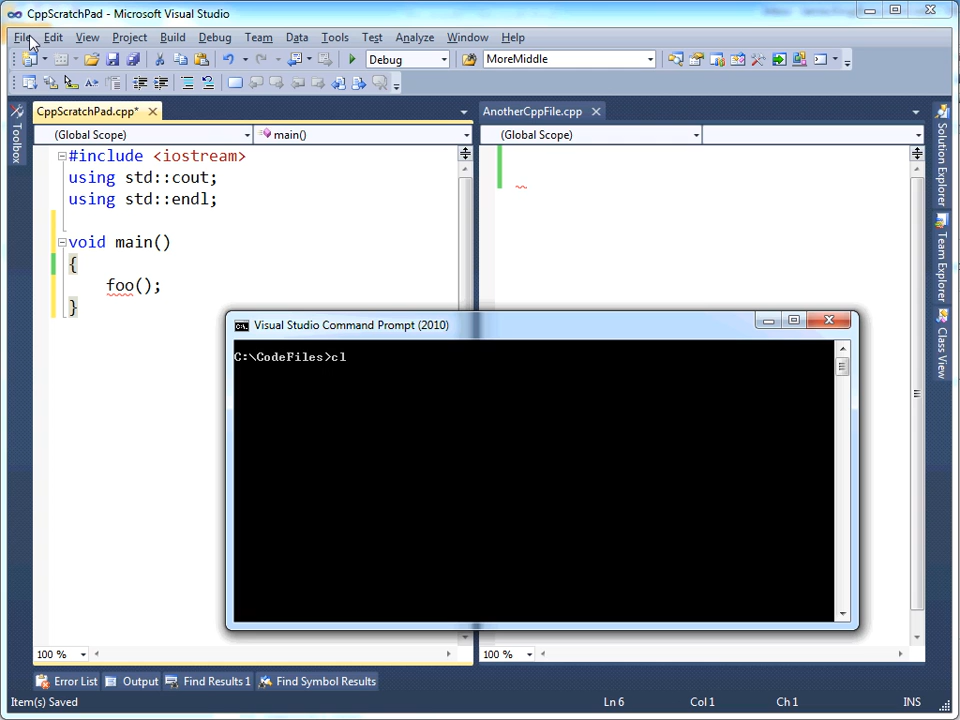 CppScratchPad - Microsoft Visual Studio
File Edit View Project Build Debug Team Data Tools Test Analyze Window Help
Debug MoreMiddle
CppScratchPad.cpp* AnotherCppFile.cpp
(Global Scope) main() (Global Scope)
Toolbox
Solution Explorer
Team Explorer
Class View
#include <iostream>
using std::cout;
using std::endl;
void main()
{
foo();
}
Visual Studio Command Prompt (2010)
C:\CodeFiles>cl
100 % 100 %
Error List Output Find Results 1 Find Symbol Results
Item(s) Saved Ln 6 Col 1 Ch 1 INS